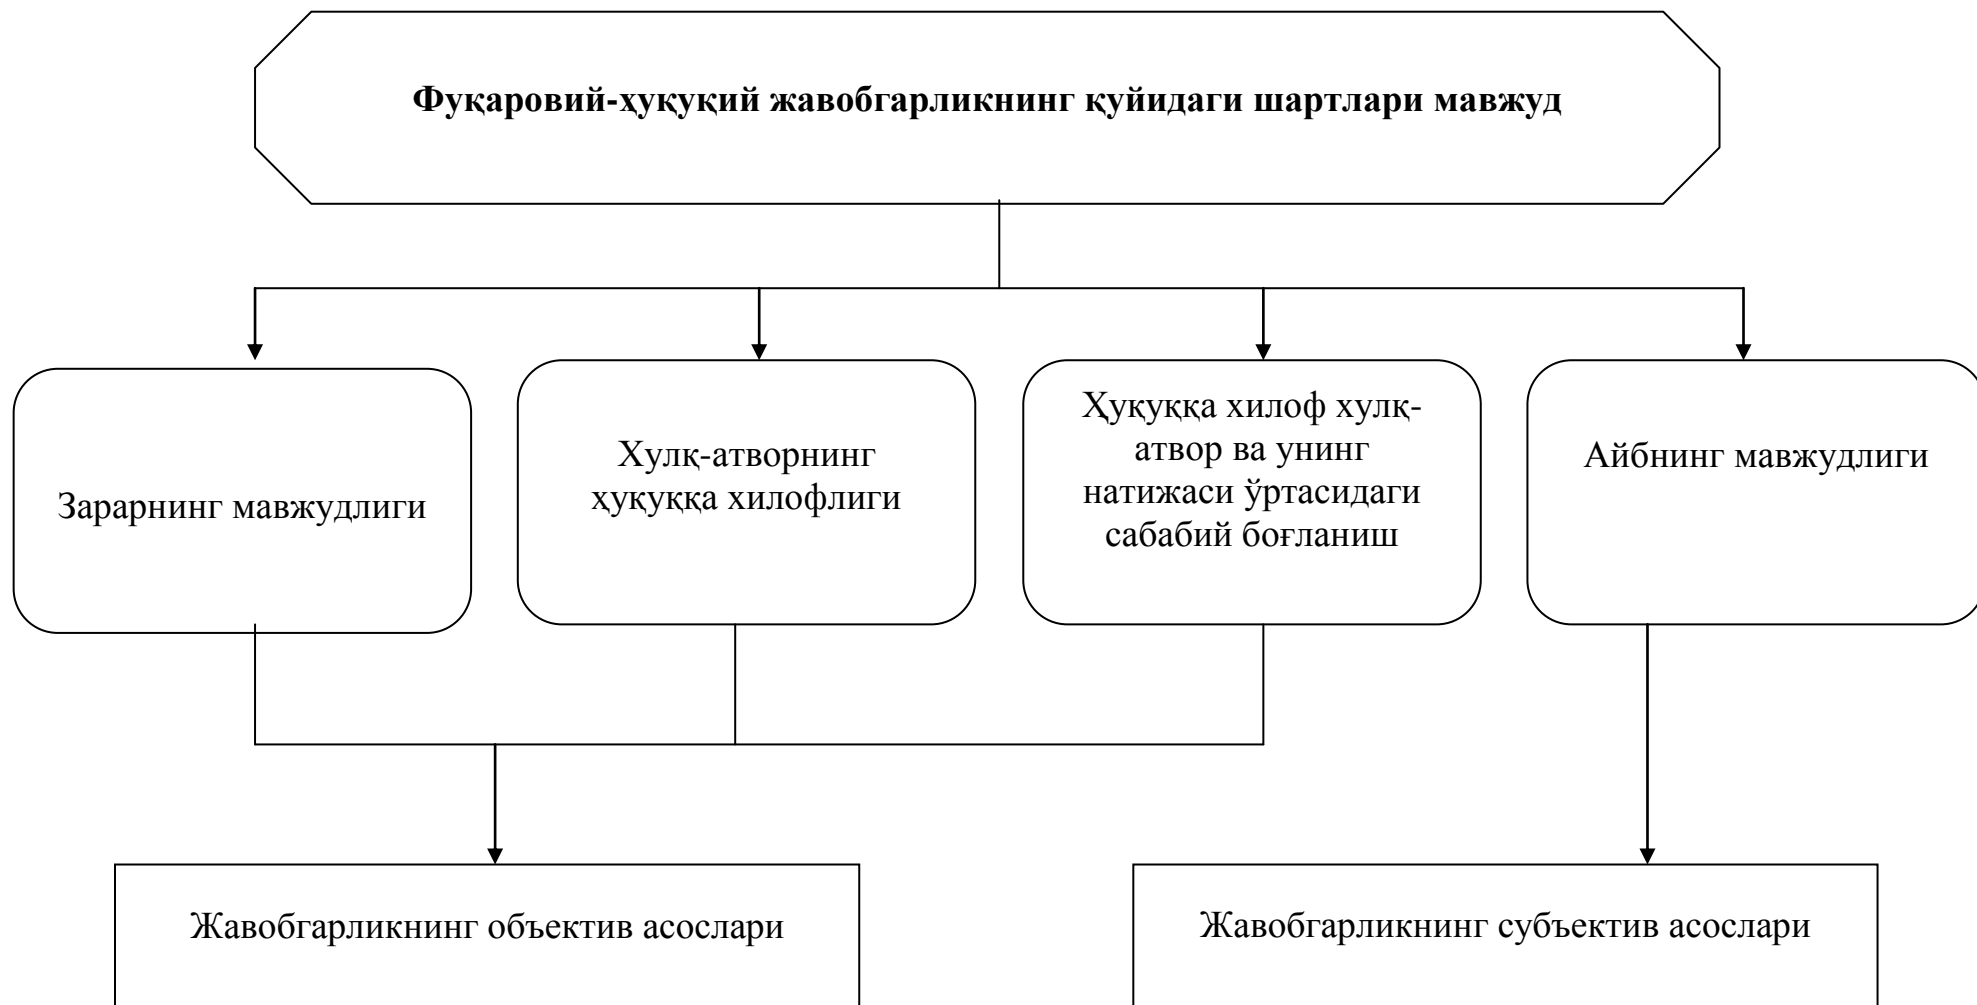 Фуқаровий-ҳуқуқий жавобгарликнинг қуйидаги шартлари мавжуд
Зарарнинг мавжудлиги
Хулқ-атворнинг
ҳуқуққа хилофлиги
Ҳуқуққа хилоф хулқ-
атвор ва унинг
натижаси ўртасидаги
сабабий боғланиш
Айбнинг мавжудлиги
Жавобгарликнинг объектив асослари
Жавобгарликнинг субъектив асослари